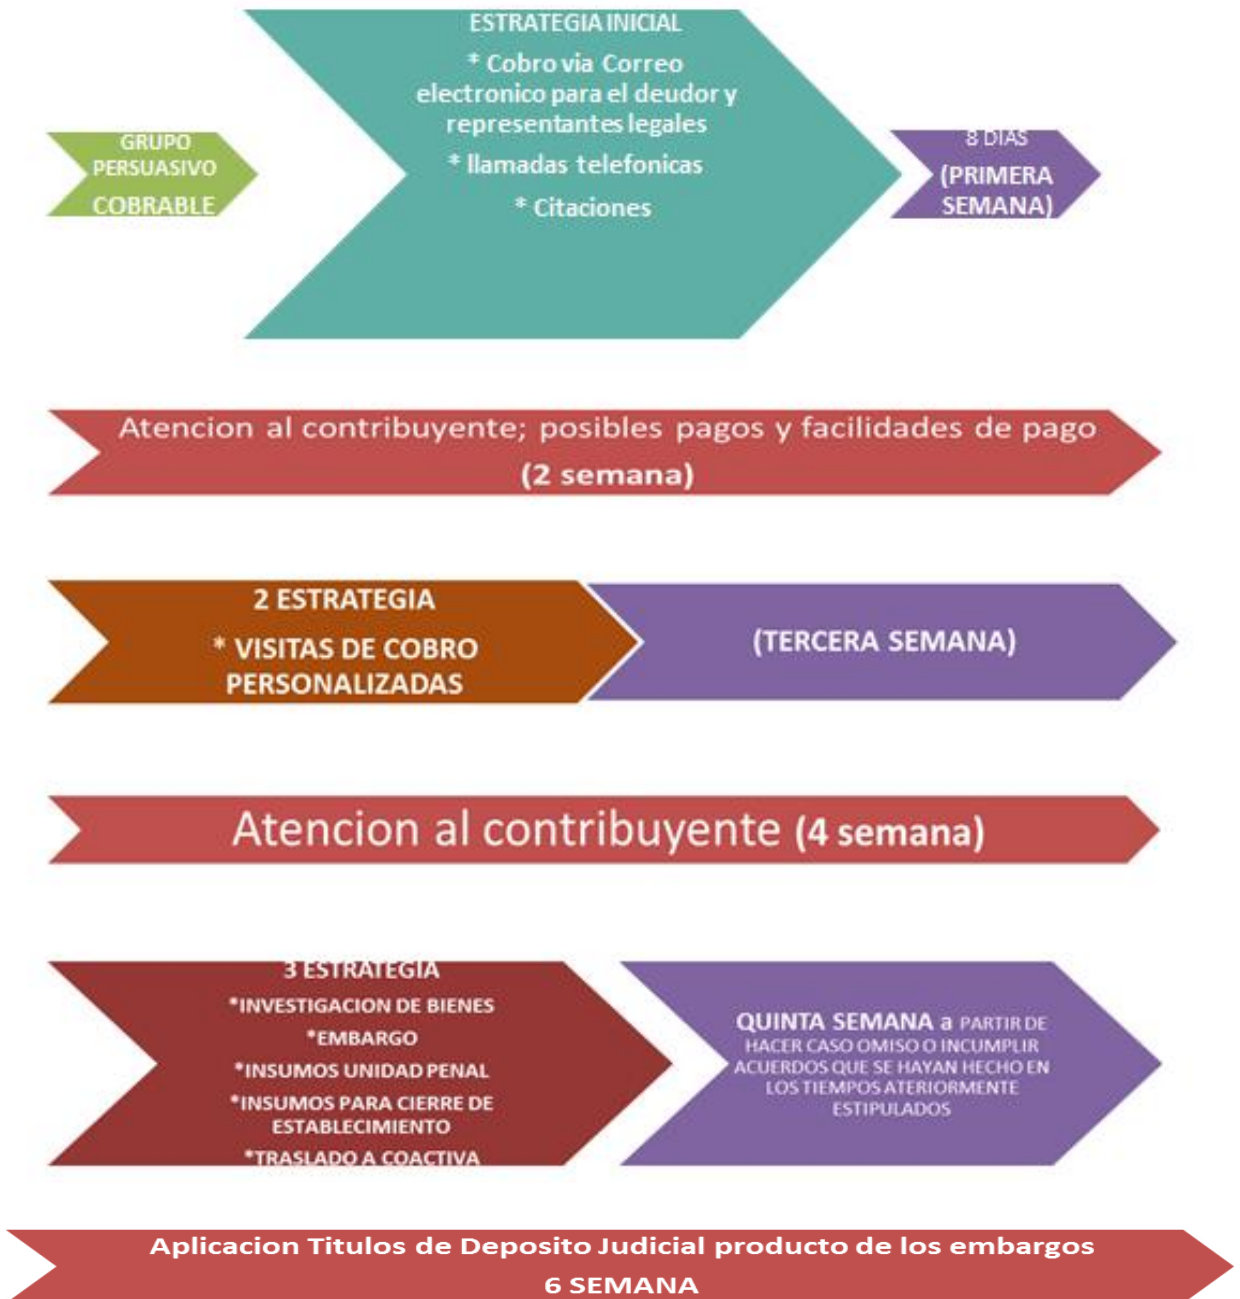 GRUPO
PERSUASIVO
COBRABLE
ESTRATEGIA INICIAL
* Cobro via Correo
electronico para el deudor y
representantes legales
* llamadas telefonicas
* Citaciones
8 DIAS
(PRIMERA
SEMANA)
Atencion al contribuyente; posibles pagos y facilidades de pago
(2 semana)
2 ESTRATEGIA
* VISITAS DE COBRO
PERSONALIZADAS
(TERCERA SEMANA)
Atencion al contribuyente (4 semana)
3 ESTRATEGIA
*INVESTIGACION DE BIENES
*EMBARGO
*INSUMOS UNIDAD PENAL
*INSUMOS PARA CIERRE DE
ESTABLECIMIENTO
*TRASLADO A COACTIVA
QUINTA SEMANA a PARTIR DE
HACER CASO OMISO O INCUMPLIR
ACUERDOS QUE SE HAYAN HECHO EN
LOS TIEMPOS ATERIORMENTE
ESTIPULADOS
Aplicacion Titulos de Deposito Judicial producto de los embargos
6 SEMANA